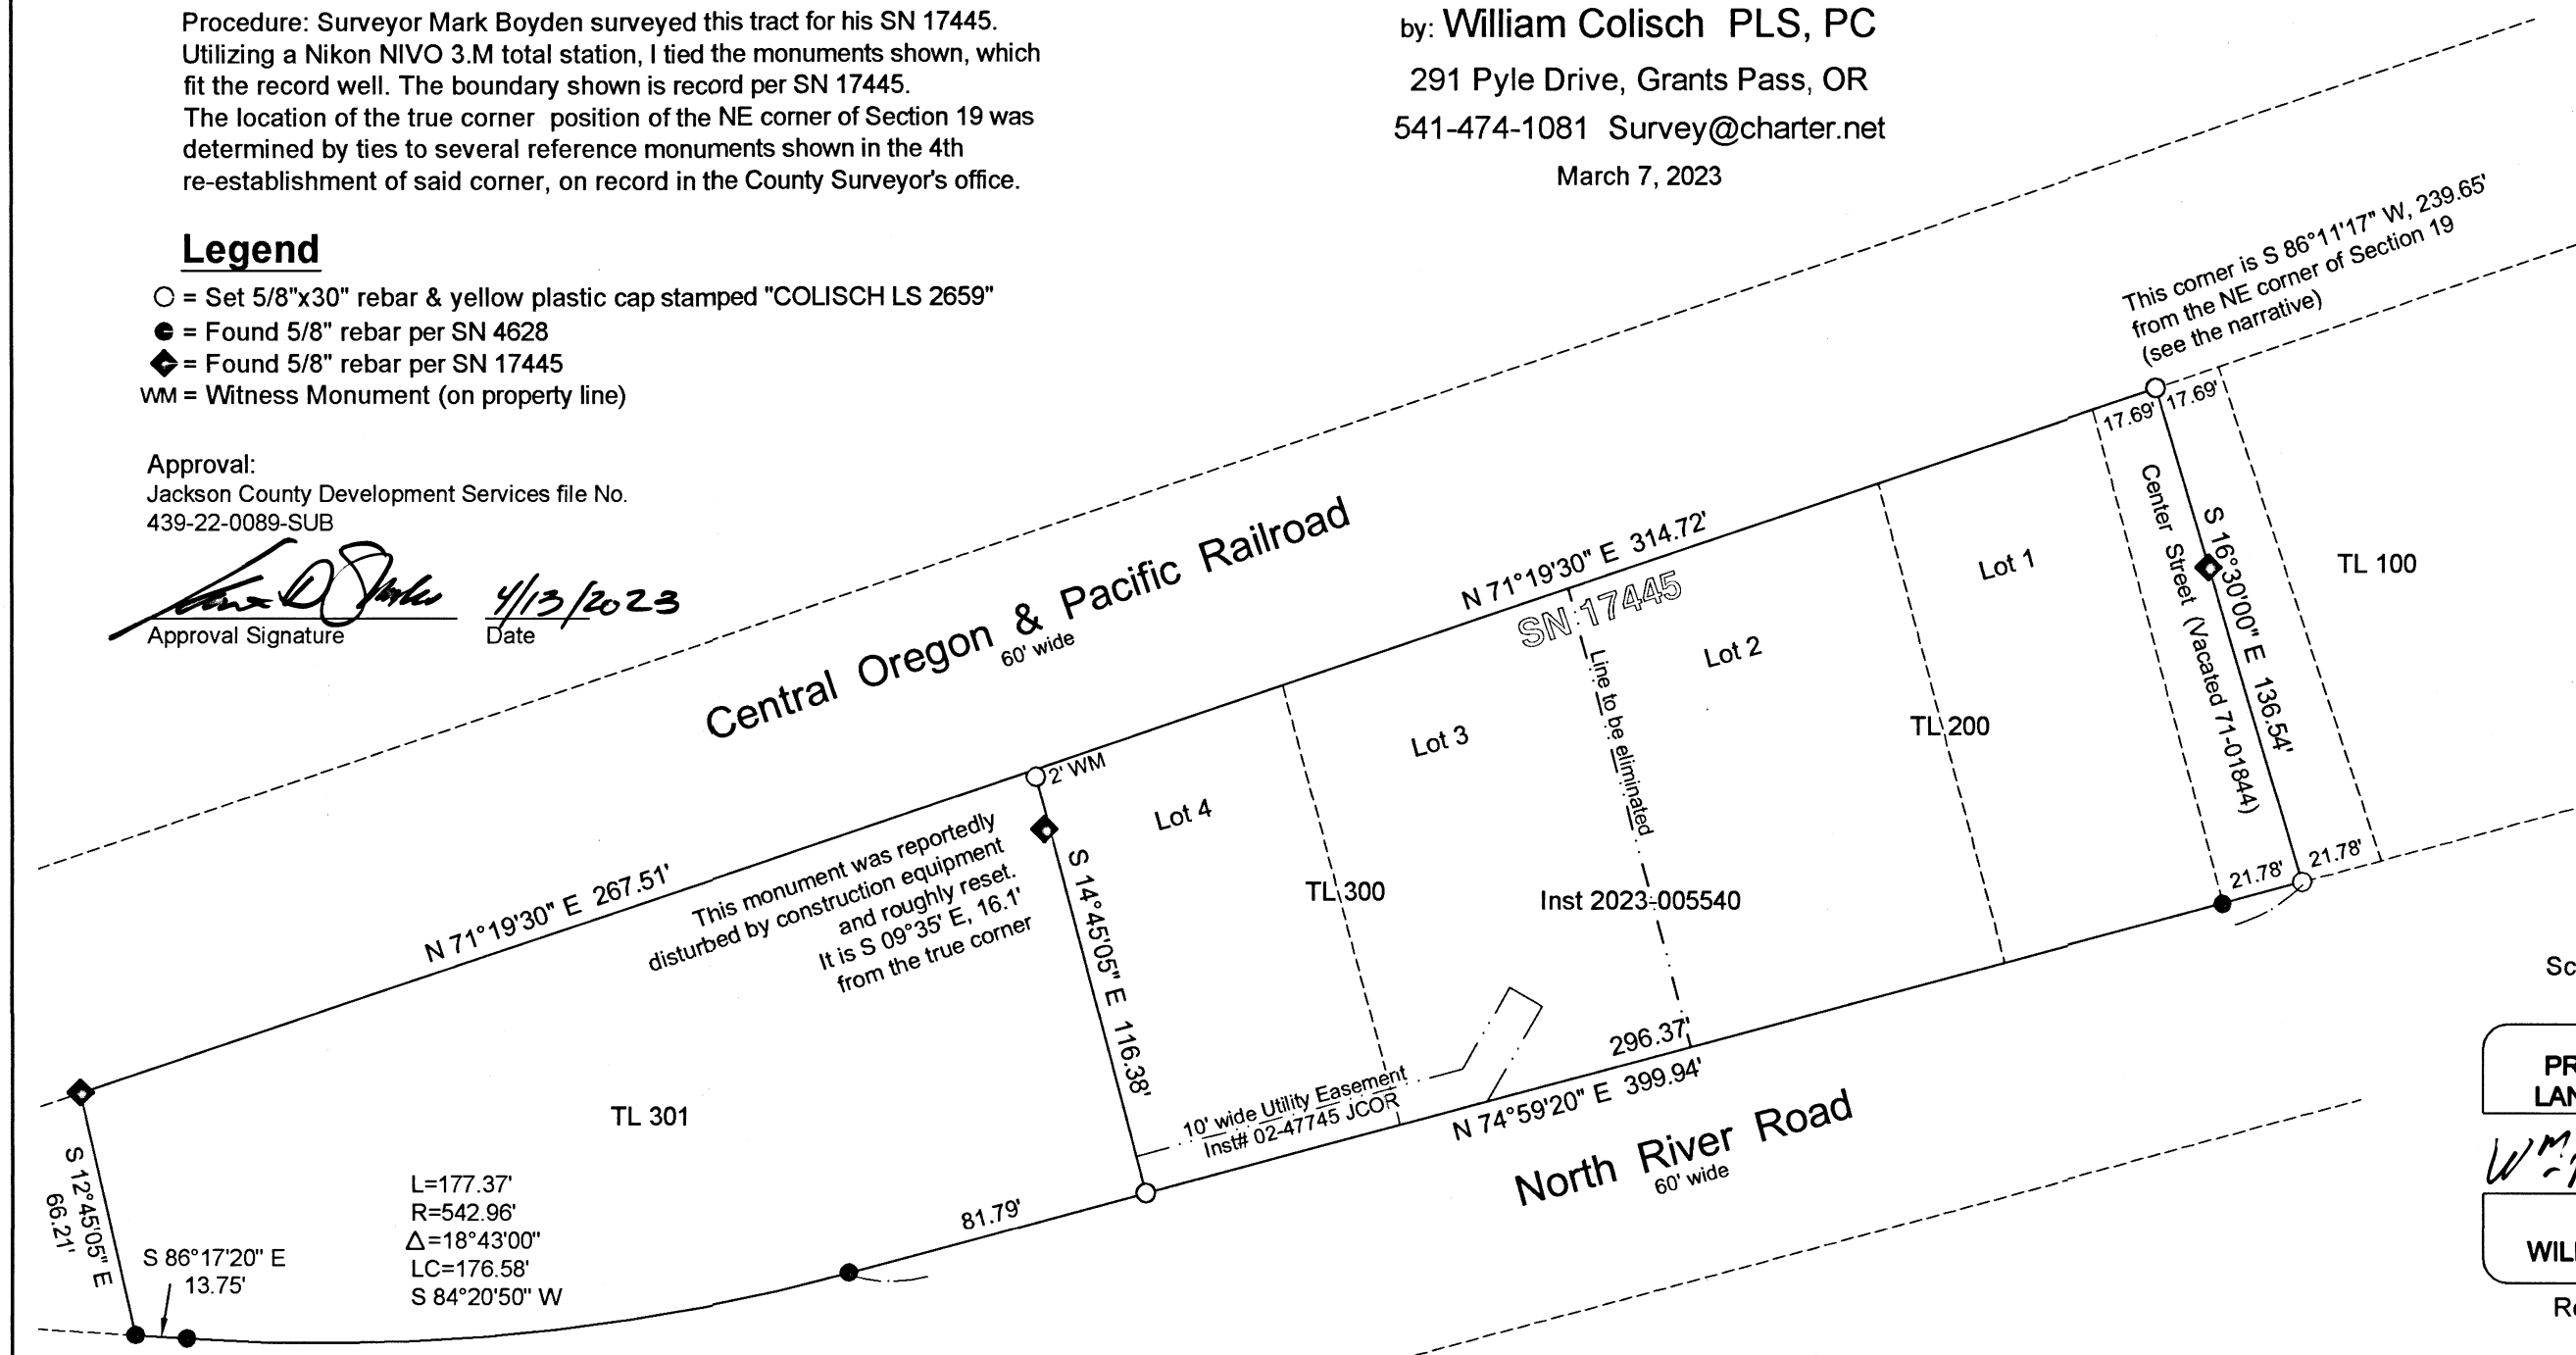 Procedure: Surveyor Mark Boyden surveyed this tract for his SN 17445.
Utilizing a Nikon NIVO 3.M total station, I tied the monuments shown, which
fit the record well. The boundary shown is record per SN 17445.
The location of the true corner position of the NE corner of Section 19 was
determined by ties to several reference monuments shown in the 4th
re-establishment of said corner, on record in the County Surveyor's office.
by: William Colisch PLS, PC
291 Pyle Drive, Grants Pass, OR
541-474-1081 Survey@charter.net
March 7, 2023
Legend
= Set 5/8"x30" rebar & yellow plastic cap stamped "COLISCH LS 2659"
= Found 5/8" rebar per SN 4628
= Found 5/8" rebar per SN 17445
WM = Witness Monument (on property line)
Approval:
Jackson County Development Services file No.
439-22-0089-SUB
4/13/2023
Approval Signature
Date
This corner is S 86°11'17" W, 239.65'
from the NE corner of Section 19
(see the narrative)
17.69'
17.69'
Central Oregon & Pacific Railroad
60' wide
N 71°19'30" E 314.72'
SN 17445
Lot 1
Lot 2
Lot 3
Lot 4
Line to be eliminated
Center Street (Vacated 71-01844)
S 16°30'00" E 136.54'
TL 100
TL 200
TL 300
Inst 2023-005540
2' WM
This monument was reportedly
disturbed by construction equipment
and roughly reset.
It is S 09°35' E, 16.1'
from the true corner
N 71°19'30" E 267.51'
S 14°45'05" E 116.38'
21.78'
21.78'
296.37'
N 74°59'20" E 399.94'
10' wide Utility Easement
Inst# 02-47745 JCOR
North River Road
60' wide
TL 301
S 12°45'05" E
66.21'
S 86°17'20" E
13.75'
L=177.37'
R=542.96'
Δ=18°43'00"
LC=176.58'
S 84°20'50" W
81.79'
Sc
PR
LAN
WIL
Re